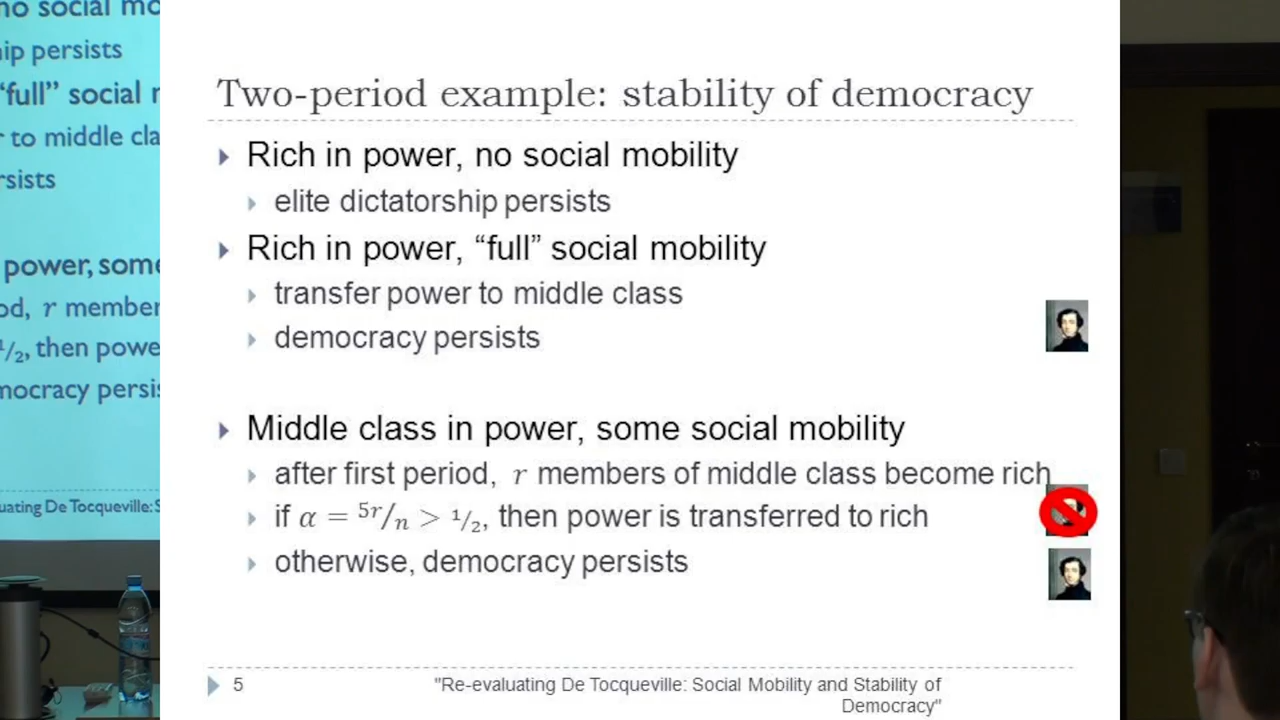 no social mo
ip persists
“full” social r
to middle cla
rsists
power, some
od, r member
¹/₂, then powe
mocracy persis
uating De Tocqueville: S
Two-period example: stability of democracy
Rich in power, no social mobility
elite dictatorship persists
Rich in power, “full” social mobility
transfer power to middle class
democracy persists
Middle class in power, some social mobility
after first period, r members of middle class become rich
if α = 5r/n > ¹/₂, then power is transferred to rich
otherwise, democracy persists
5
"Re-evaluating De Tocqueville: Social Mobility and Stability of
Democracy"